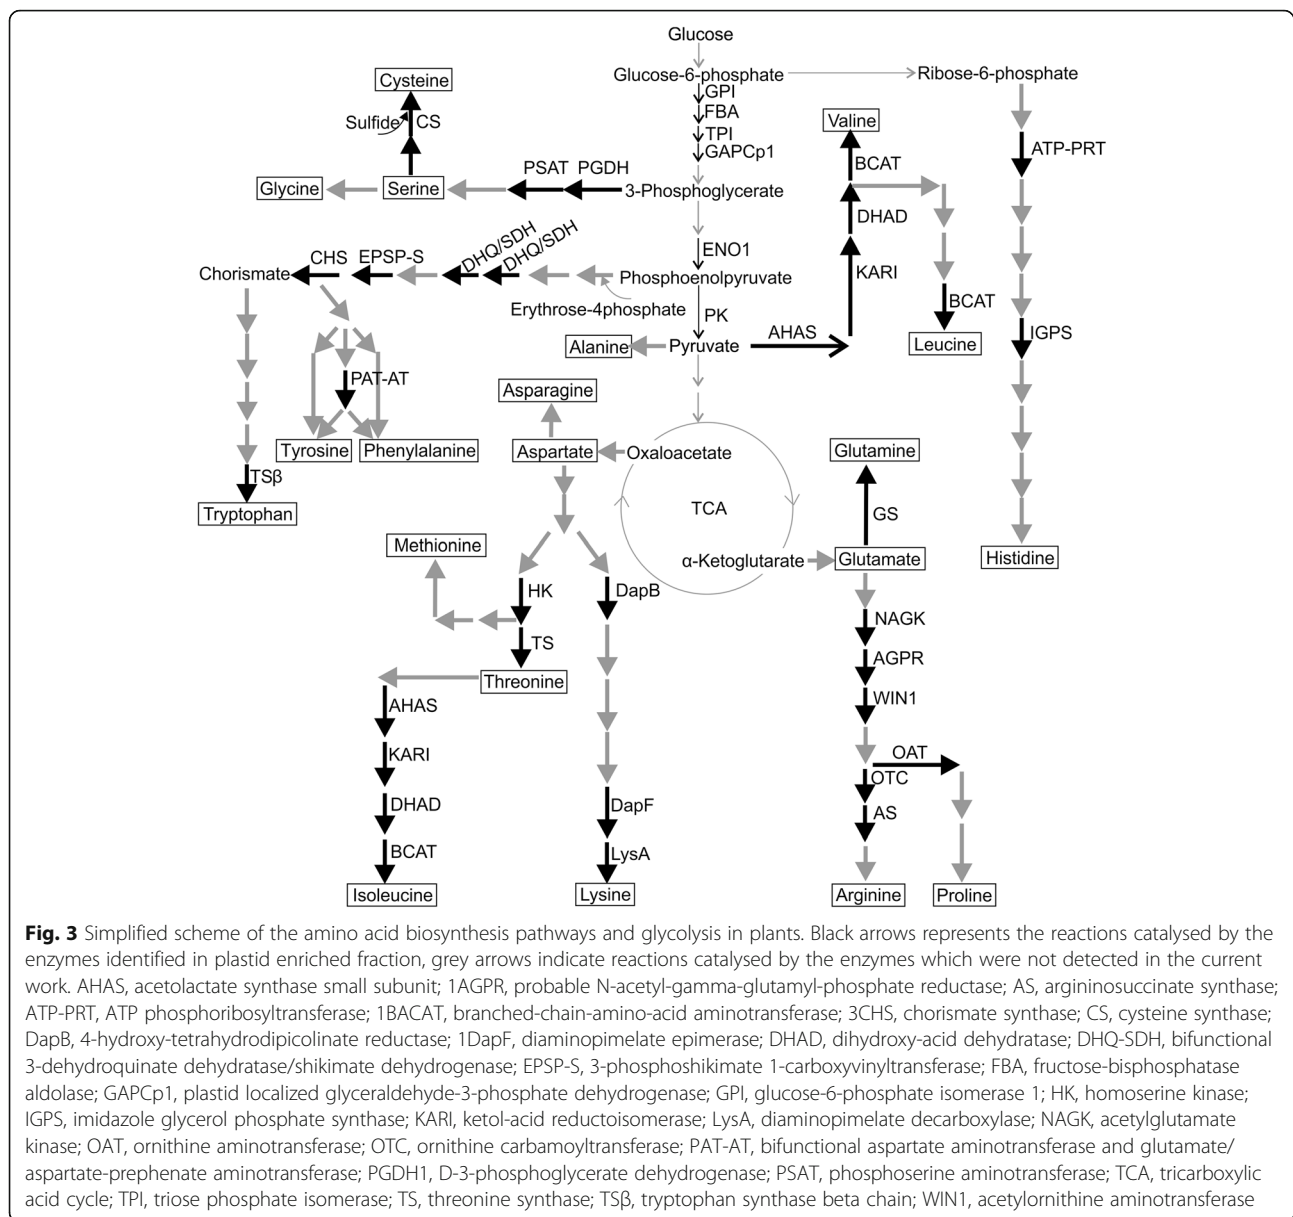 Glucose
Glucose-6-phosphate
Ribose-6-phosphate
GPI
FBA
TPI
GAPCp1
Cysteine
Sulfide
CS
Valine
BCAT
ATP-PRT
PSAT
PGDH
Glycine
Serine
3-Phosphoglycerate
DHAD
DHQ/SDH
DHQ/SDH
CHS
EPSP-S
ENO1
KARI
Chorismate
Phosphoenolpyruvate
Erythrose-4phosphate
PK
BCAT
AHAS
IGPS
Alanine
Pyruvate
Leucine
PAT-AT
Asparagine
Tyrosine
Phenylalanine
Aspartate
Oxaloacetate
Glutamine
TSβ
Tryptophan
TCA
GS
Methionine
α-Ketoglutarate
Glutamate
Histidine
HK
DapB
NAGK
TS
AGPR
Threonine
AHAS
WIN1
KARI
OAT
OTC
DHAD
DapF
AS
BCAT
LysA
Isoleucine
Lysine
Arginine
Proline
Fig. 3 Simplified scheme of the amino acid biosynthesis pathways and glycolysis in plants. Black arrows represents the reactions catalysed by the
enzymes identified in plastid enriched fraction, grey arrows indicate reactions catalysed by the enzymes which were not detected in the current
work. AHAS, acetolactate synthase small subunit; 1AGPR, probable N-acetyl-gamma-glutamyl-phosphate reductase; AS, argininosuccinate synthase;
ATP-PRT, ATP phosphoribosyltransferase; 1BACAT, branched-chain-amino-acid aminotransferase; 3CHS, chorismate synthase; CS, cysteine synthase;
DapB, 4-hydroxy-tetrahydrodipicolinate reductase; 1DapF, diaminopimelate epimerase; DHAD, dihydroxy-acid dehydratase; DHQ-SDH, bifunctional
3-dehydroquinate dehydratase/shikimate dehydrogenase; EPSP-S, 3-phosphoshikimate 1-carboxyvinyltransferase; FBA, fructose-bisphosphatase
aldolase; GAPCp1, plastid localized glyceraldehyde-3-phosphate dehydrogenase; GPI, glucose-6-phosphate isomerase 1; HK, homoserine kinase;
IGPS, imidazole glycerol phosphate synthase; KARI, ketol-acid reductoisomerase; LysA, diaminopimelate decarboxylase; NAGK, acetylglutamate
kinase; OAT, ornithine aminotransferase; OTC, ornithine carbamoyltransferase; PAT-AT, bifunctional aspartate aminotransferase and glutamate/
aspartate-prephenate aminotransferase; PGDH1, D-3-phosphoglycerate dehydrogenase; PSAT, phosphoserine aminotransferase; TCA, tricarboxylic
acid cycle; TPI, triose phosphate isomerase; TS, threonine synthase; TSβ, tryptophan synthase beta chain; WIN1, acetylornithine aminotransferase